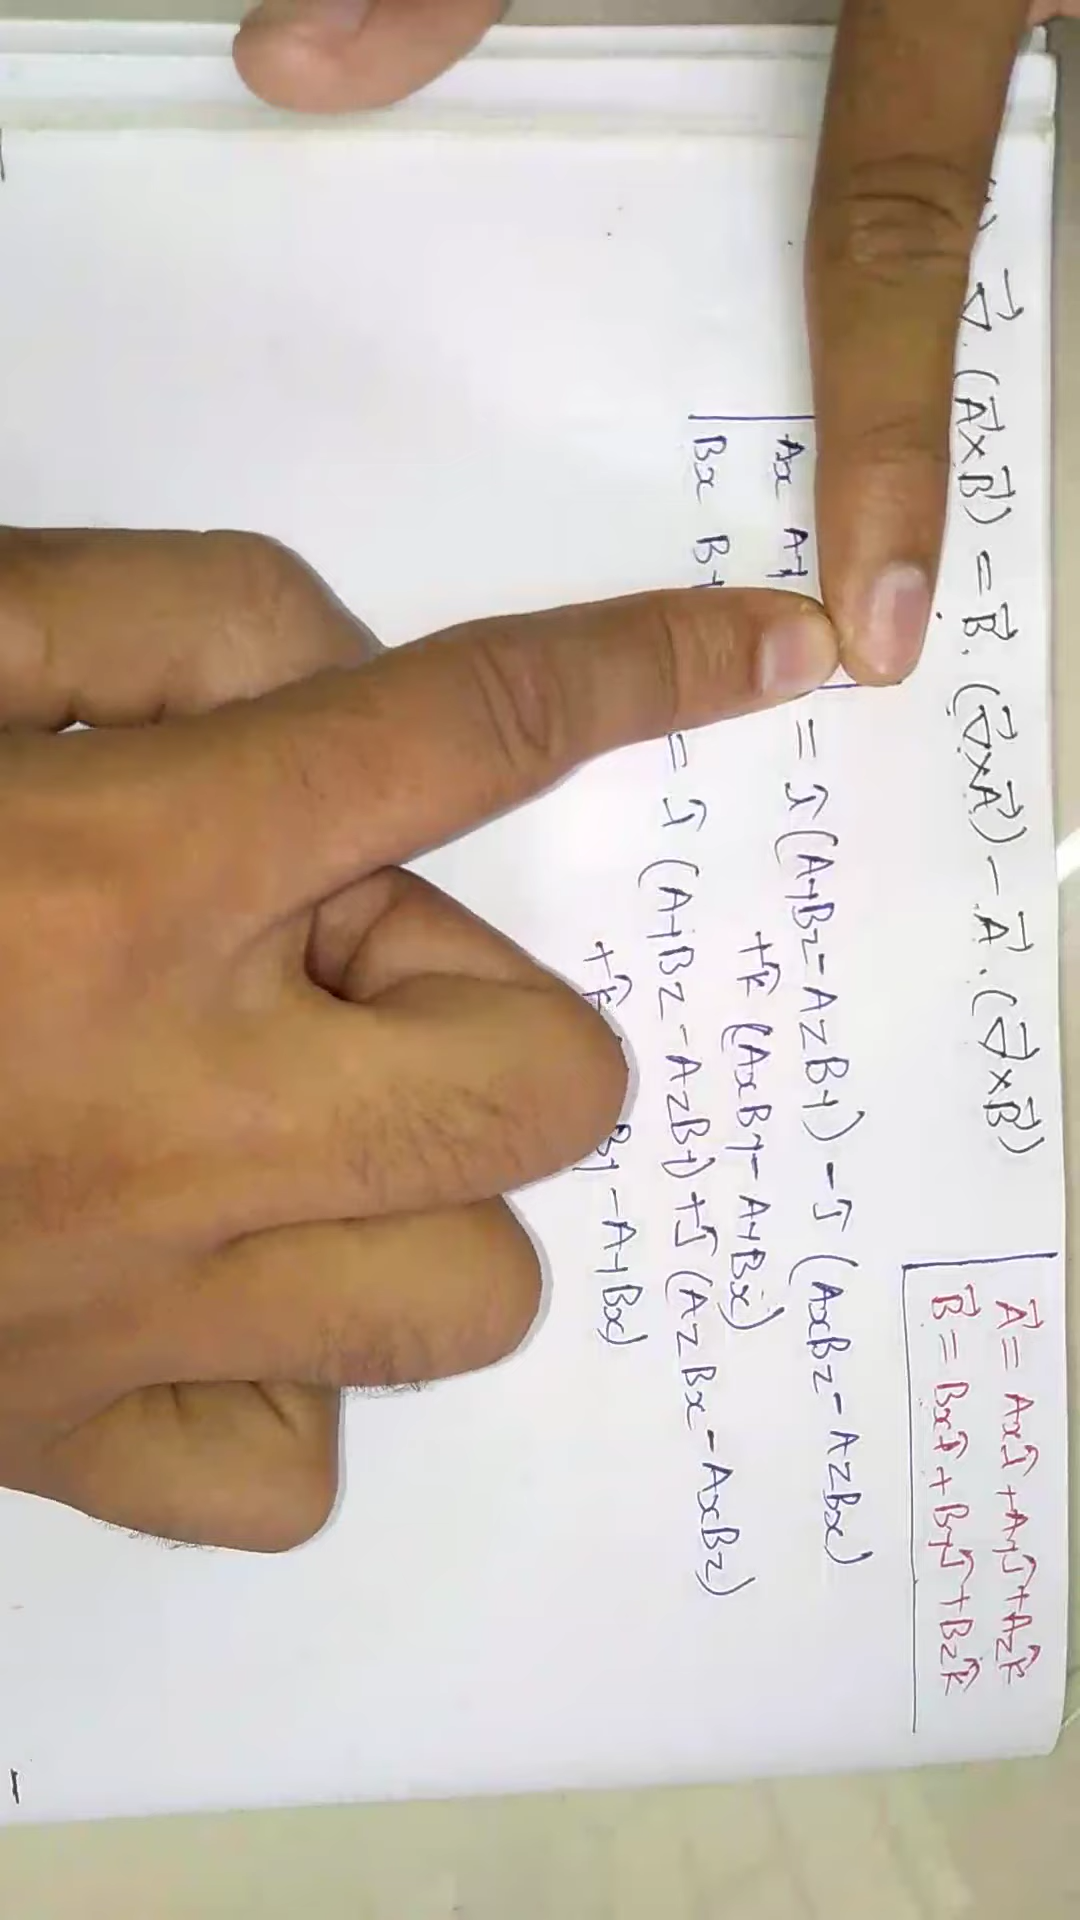 ∇⃗. (A⃗×B⃗) = B⃗. (∇⃗×A⃗) - A⃗. (∇⃗×B⃗)
A⃗ = Axî + Ayĵ + Azk̂
B⃗ = Bxî + Byĵ + Bzk̂
Ax Ay = î (AyBz - AzBy) - ĵ (AxBz - AzBx)
+k̂ (AxBy - AyBx)
Bx By
= î (AyBz - AzBy) + ĵ (AzBx - AxBz)
+k̂ By - AyBx)